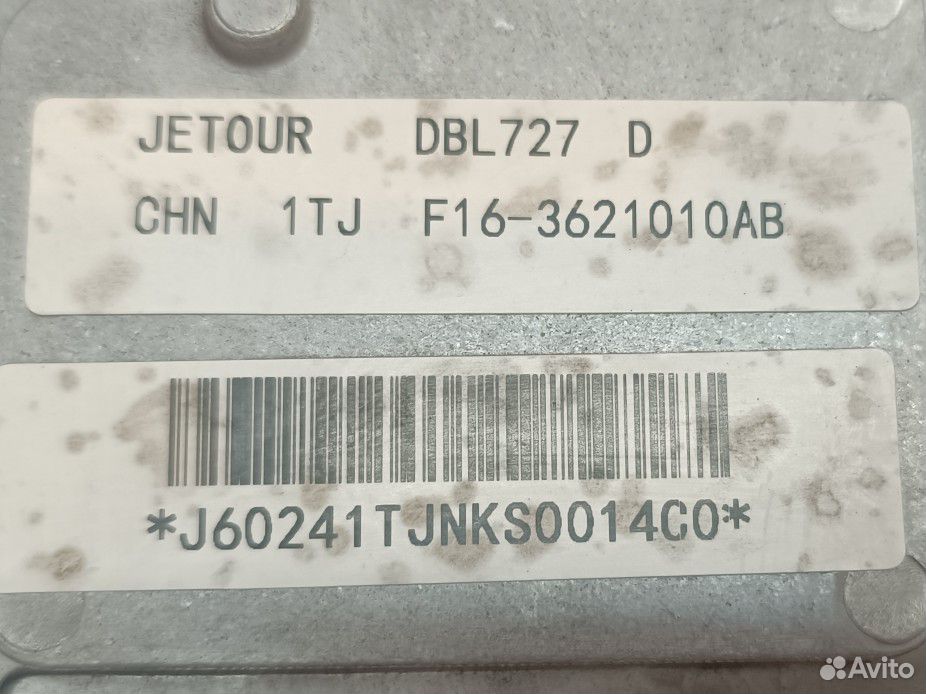 JETOUR DBL727 D
CHN 1TJ F16-3621010AB
*J60241TJNKS0014C0*
Avito